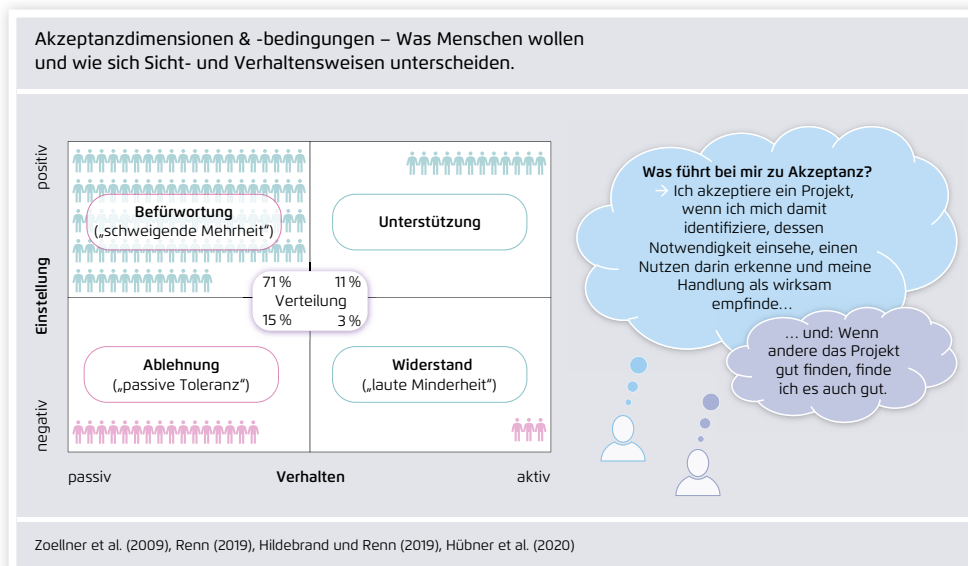 Akzeptanzdimensionen & -bedingungen – Was Menschen wollen
und wie sich Sicht- und Verhaltensweisen unterscheiden.
Einstellung
positiv
negativ
Befürwortung
(„schweigende Mehrheit“)
Unterstützung
71 % 11 %
Verteilung
15 % 3 %
Ablehnung
(„passive Toleranz“)
Widerstand
(„laute Minderheit“)
passiv
Verhalten
aktiv
Was führt bei mir zu Akzeptanz?
→ Ich akzeptiere ein Projekt,
wenn ich mich damit
identifiziere, dessen
Notwendigkeit einsehe, einen
Nutzen darin erkenne und meine
Handlung als wirksam
empfinde…
… und: Wenn
andere das Projekt
gut finden, finde
ich es auch gut.
Zoellner et al. (2009), Renn (2019), Hildebrand und Renn (2019), Hübner et al. (2020)